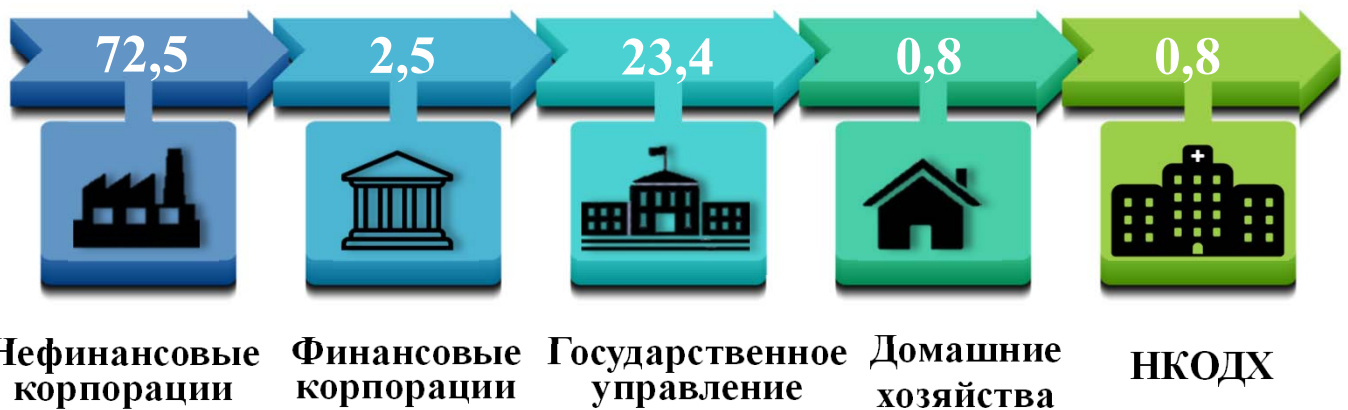 72,5 2,5 23,4 0,8 0,8
Нефинансовые Финансовые Государственное Домашние НКОДХ
корпорации корпорации управление хозяйства